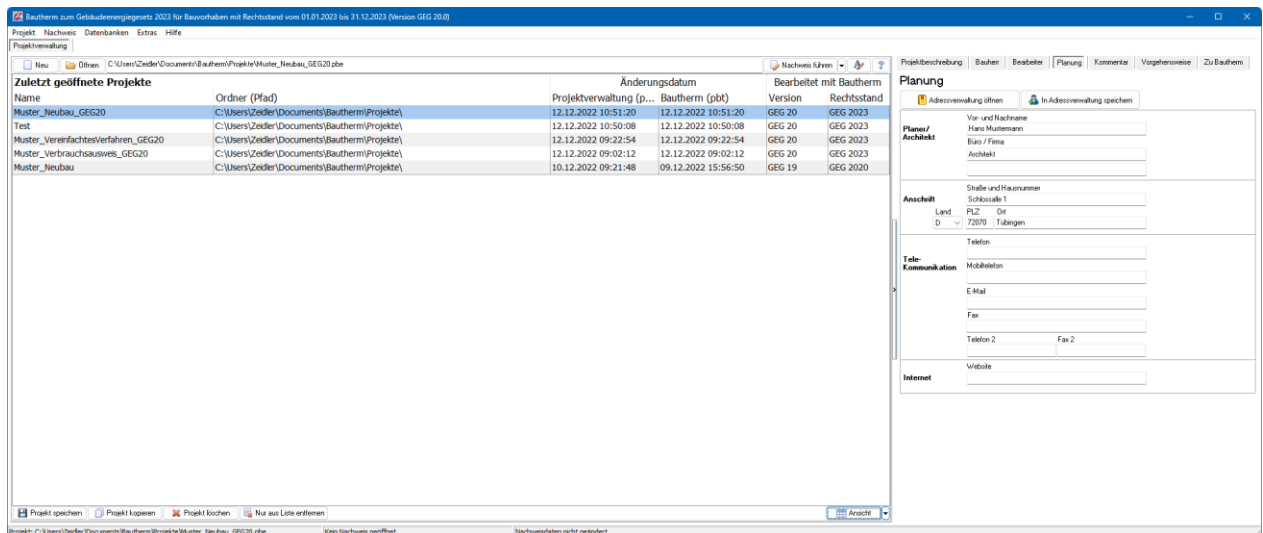 Bautherm zum Gebäudeenergiegesetz 2023 für Bauvorhaben mit Rechtsstand vom 01.01.2023 bis 31.12.2023 (Version GEG 20.0)
Projekt Nachweis Datenbanken Extras Hilfe
Projektverwaltung
Neu Öffnen C:\Users\Zeidler\Documents\Bautherm\Projekte\Muster_Neubau_GEG20.pbe Nachweis führen ?
Zuletzt geöffnete Projekte Änderungsdatum Bearbeitet mit Bautherm
Name Ordner (Pfad) Projektverwaltung (p... Bautherm (pbt) Version Rechtsstand
Muster_Neubau_GEG20 C:\Users\Zeidler\Documents\Bautherm\Projekte\ 12.12.2022 10:51:20 12.12.2022 10:51:20 GEG 20 GEG 2023
Test C:\Users\Zeidler\Documents\Bautherm\Projekte\ 12.12.2022 10:50:08 12.12.2022 10:50:08 GEG 20 GEG 2023
Muster_VereinfachtesVerfahren_GEG20 C:\Users\Zeidler\Documents\Bautherm\Projekte\ 12.12.2022 09:22:54 12.12.2022 09:22:54 GEG 20 GEG 2023
Muster_Verbrauchsausweis_GEG20 C:\Users\Zeidler\Documents\Bautherm\Projekte\ 12.12.2022 09:02:12 12.12.2022 09:02:12 GEG 20 GEG 2023
Muster_Neubau C:\Users\Zeidler\Documents\Bautherm\Projekte\ 10.12.2022 09:21:48 09.12.2022 15:56:50 GEG 19 GEG 2020
Projektbeschreibung Bauherr Bearbeiter Planung Kommentar Vorgehensweise Zu Bautherm
Planung
Adressverwaltung öffnen In Adressverwaltung speichern
Vor- und Nachname
Planer/ Hans Mustermann
Architekt
Büro / Firma
Architekt
Straße und Hausnummer
Anschrift Schlossalle 1
Land PLZ Ort
D 72070 Tübingen
Telefon
Tele-
Kommunikation Mobiltelefon
E-Mail
Fax
Telefon 2 Fax 2
Website
Internet
Projekt speichern Projekt kopieren Projekt löschen Nur aus Liste entfernen Ansicht
Projekt: C:\Users\Zeidler\Documents\Bautherm\Projekte\Muster_Neubau_GEG20.pbe Kein Nachweis geöffnet Nachweisdaten nicht geändert